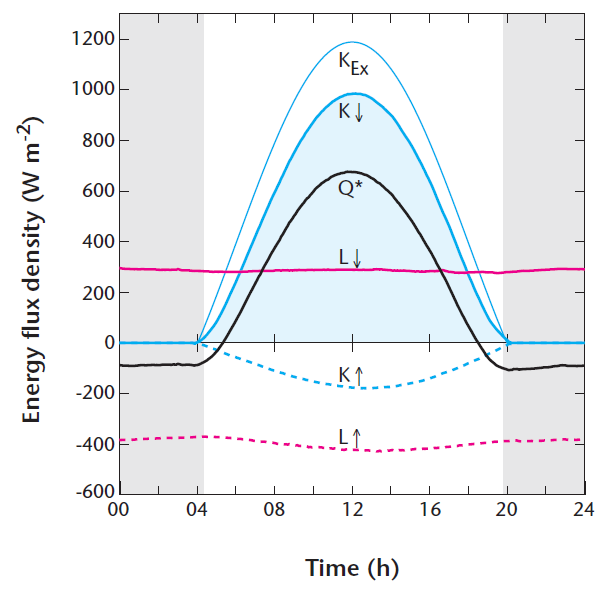 1200
1000
800
600
400
200
0
-200
-400
-600
Energy flux density (W m-2)
KEx
K↓
Q*
L↓
K↑
L↑
00 04 08 12 16 20 24
Time (h)